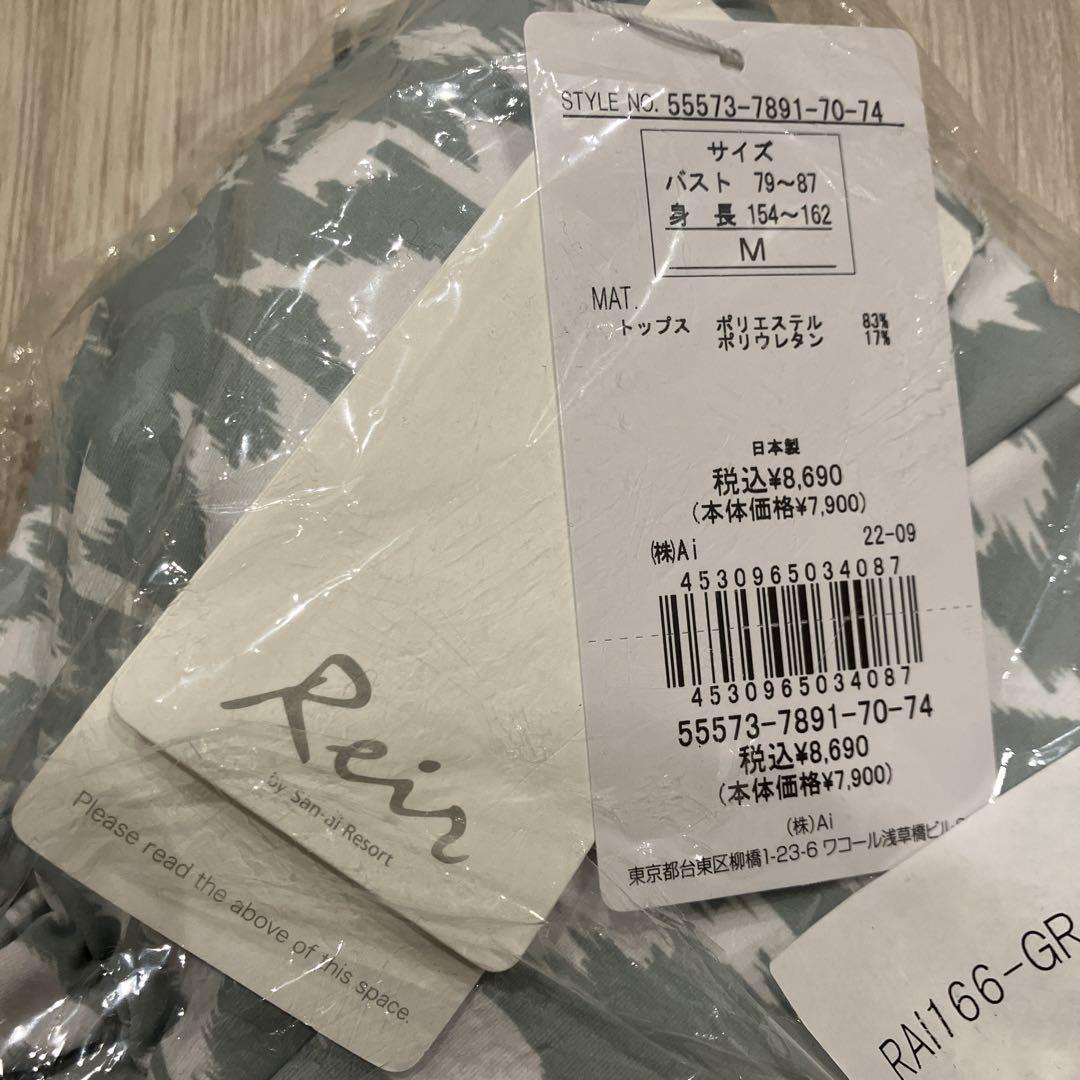 STYLE NO. 55573-7891-70-74
サイズ
バスト 79～87
身 長 154～162
M
MAT.
トップス ポリエステル 83%
ポリウレタン 17%
日本製
税込¥8,690
(本体価格¥7,900)
㈱Ai 22-09
4530965034087
4530965034087
55573-7891-70-74
税込¥8,690
(本体価格¥7,900)
(株)Ai
東京都台東区柳橋1-23-6 ワコール浅草橋ビル
Rein
by San-ai Resort
Please read the above of this space.
RAi166-GR